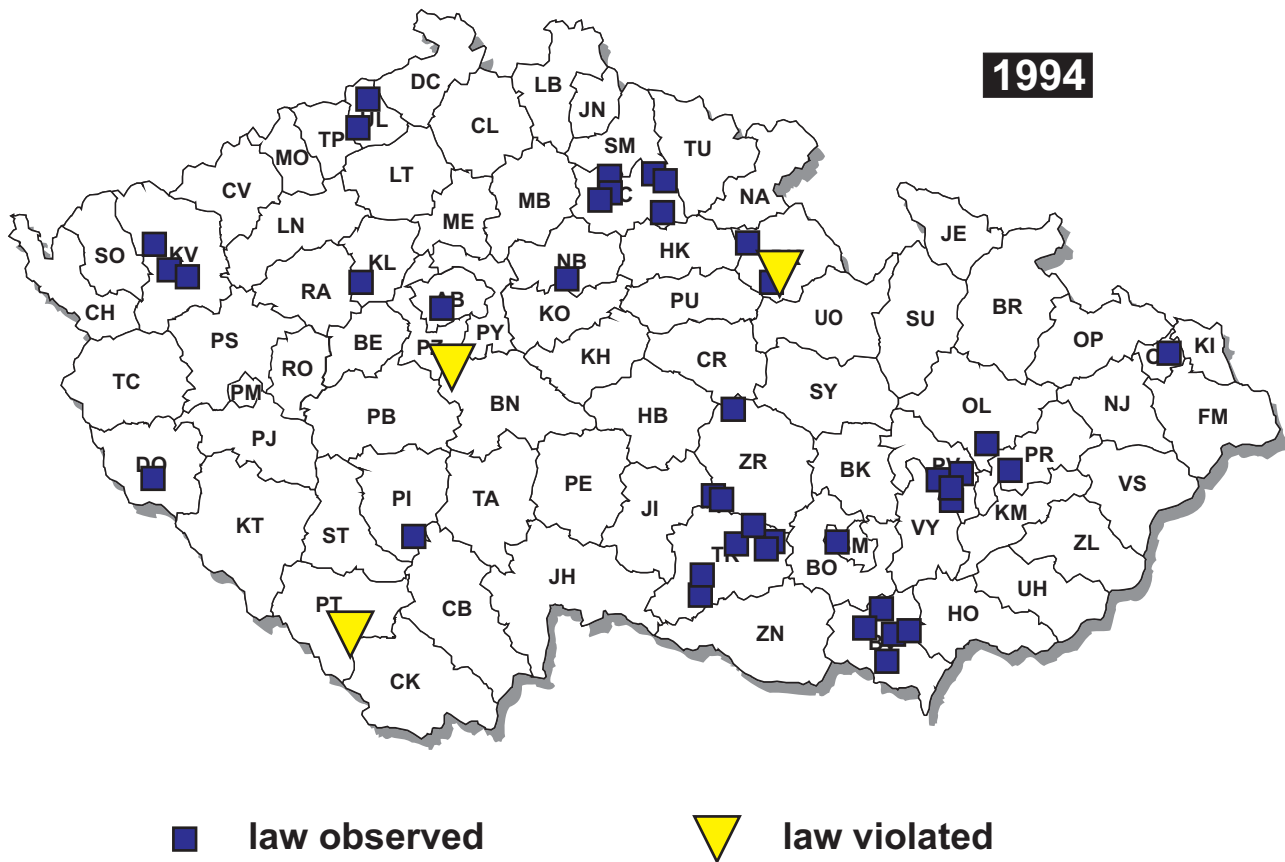 1994
DC
LB
JN
CL
TP
MO
SM
TU
LT
CV
MB
NA
ME
LN
SO
KV
KL
HK
JE
NB
RA
AB
CH
KO
PU
UO
SU
BR
PS
BE
PY
OP
KI
RO
PZ
KH
CR
TC
PM
SY
NJ
PB
BN
HB
OL
FM
PJ
DO
ZR
BK
PR
VS
PE
PI
TA
JI
KT
ST
VY
KM
ZL
BO
JH
UH
PT
CB
HO
ZN
CK
law observed
law violated